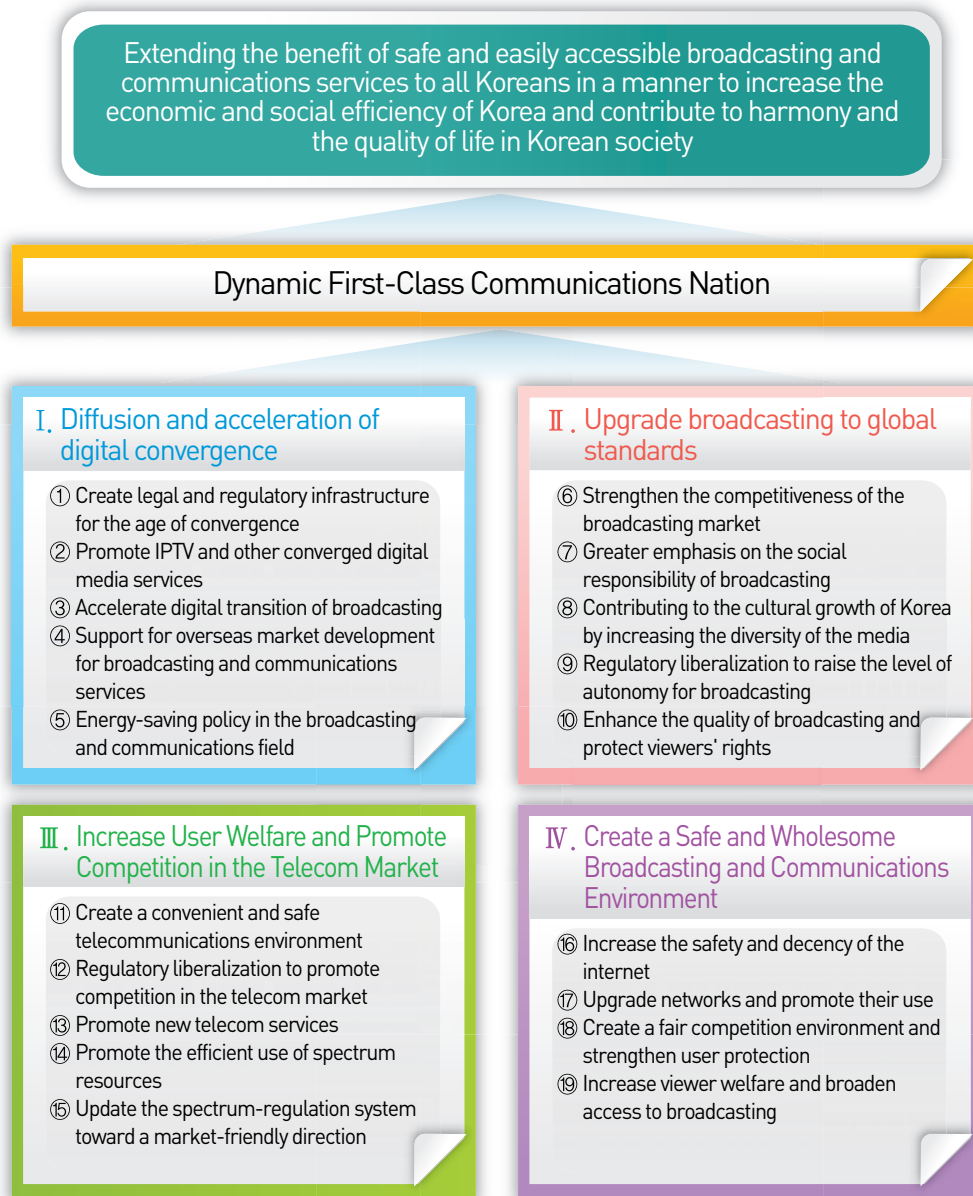 Extending the benefit of safe and easily accessible broadcasting and
communications services to all Koreans in a manner to increase the
economic and social efficiency of Korea and contribute to harmony and
the quality of life in Korean society
Dynamic First-Class Communications Nation
Ⅰ. Diffusion and acceleration of
digital convergence
① Create legal and regulatory infrastructure
for the age of convergence
② Promote IPTV and other converged digital
media services
③ Accelerate digital transition of broadcasting
④ Support for overseas market development
for broadcasting and communications
services
⑤ Energy-saving policy in the broadcasting
and communications field
Ⅱ. Upgrade broadcasting to global
standards
⑥ Strengthen the competitiveness of the
broadcasting market
⑦ Greater emphasis on the social
responsibility of broadcasting
⑧ Contributing to the cultural growth of Korea
by increasing the diversity of the media
⑨ Regulatory liberalization to raise the level of
autonomy for broadcasting
⑩ Enhance the quality of broadcasting and
protect viewers' rights
Ⅲ. Increase User Welfare and Promote
Competition in the Telecom Market
⑪ Create a convenient and safe
telecommunications environment
⑫ Regulatory liberalization to promote
competition in the telecom market
⑬ Promote new telecom services
⑭ Promote the efficient use of spectrum
resources
⑮ Update the spectrum-regulation system
toward a market-friendly direction
Ⅳ. Create a Safe and Wholesome
Broadcasting and Communications
Environment
⑯ Increase the safety and decency of the
internet
⑰ Upgrade networks and promote their use
⑱ Create a fair competition environment and
strengthen user protection
⑲ Increase viewer welfare and broaden
access to broadcasting